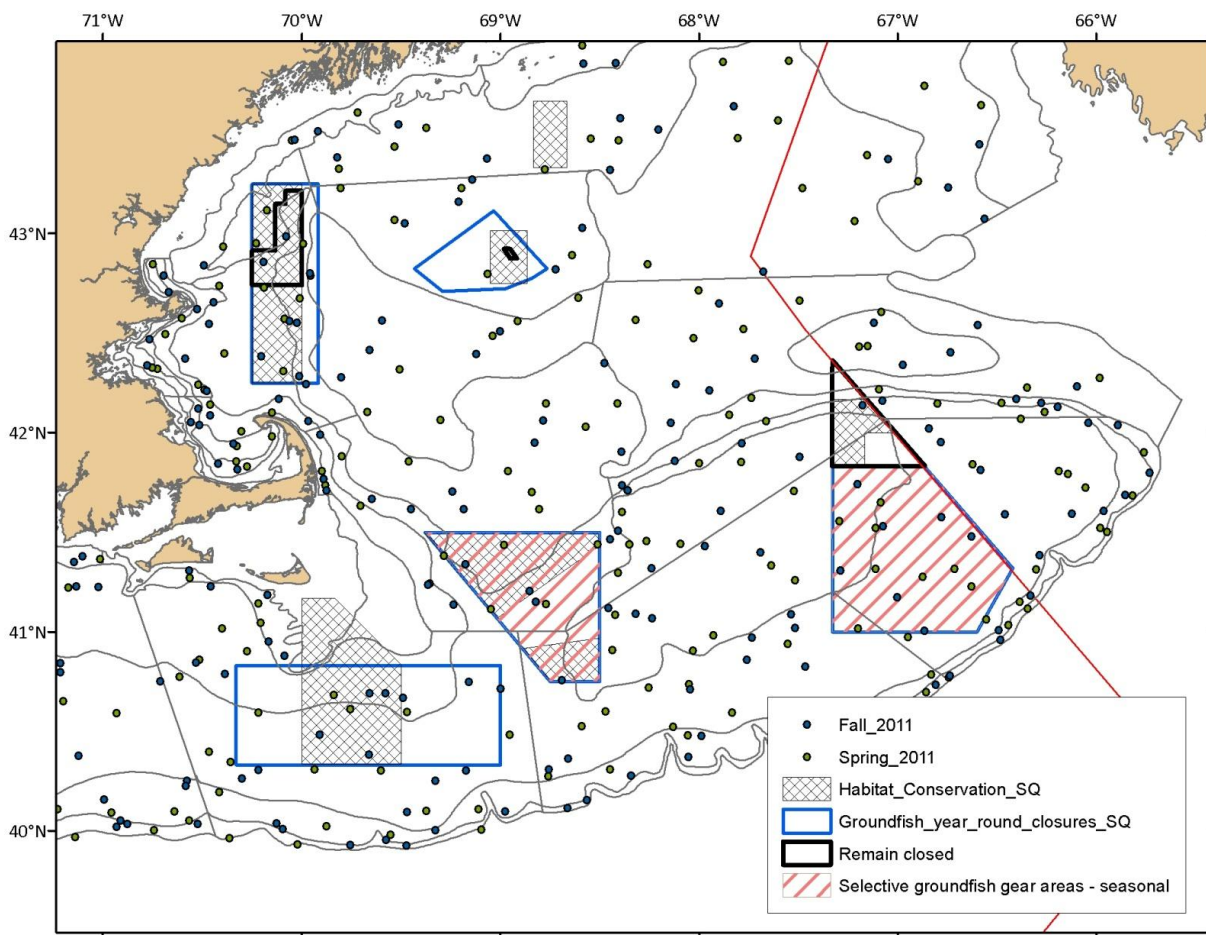 71°W 70°W 69°W 68°W 67°W 66°W
43°N
42°N
41°N
40°N
Fall_2011
Spring_2011
Habitat_Conservation_SQ
Groundfish_year_round_closures_SQ
Remain closed
Selective groundfish gear areas - seasonal